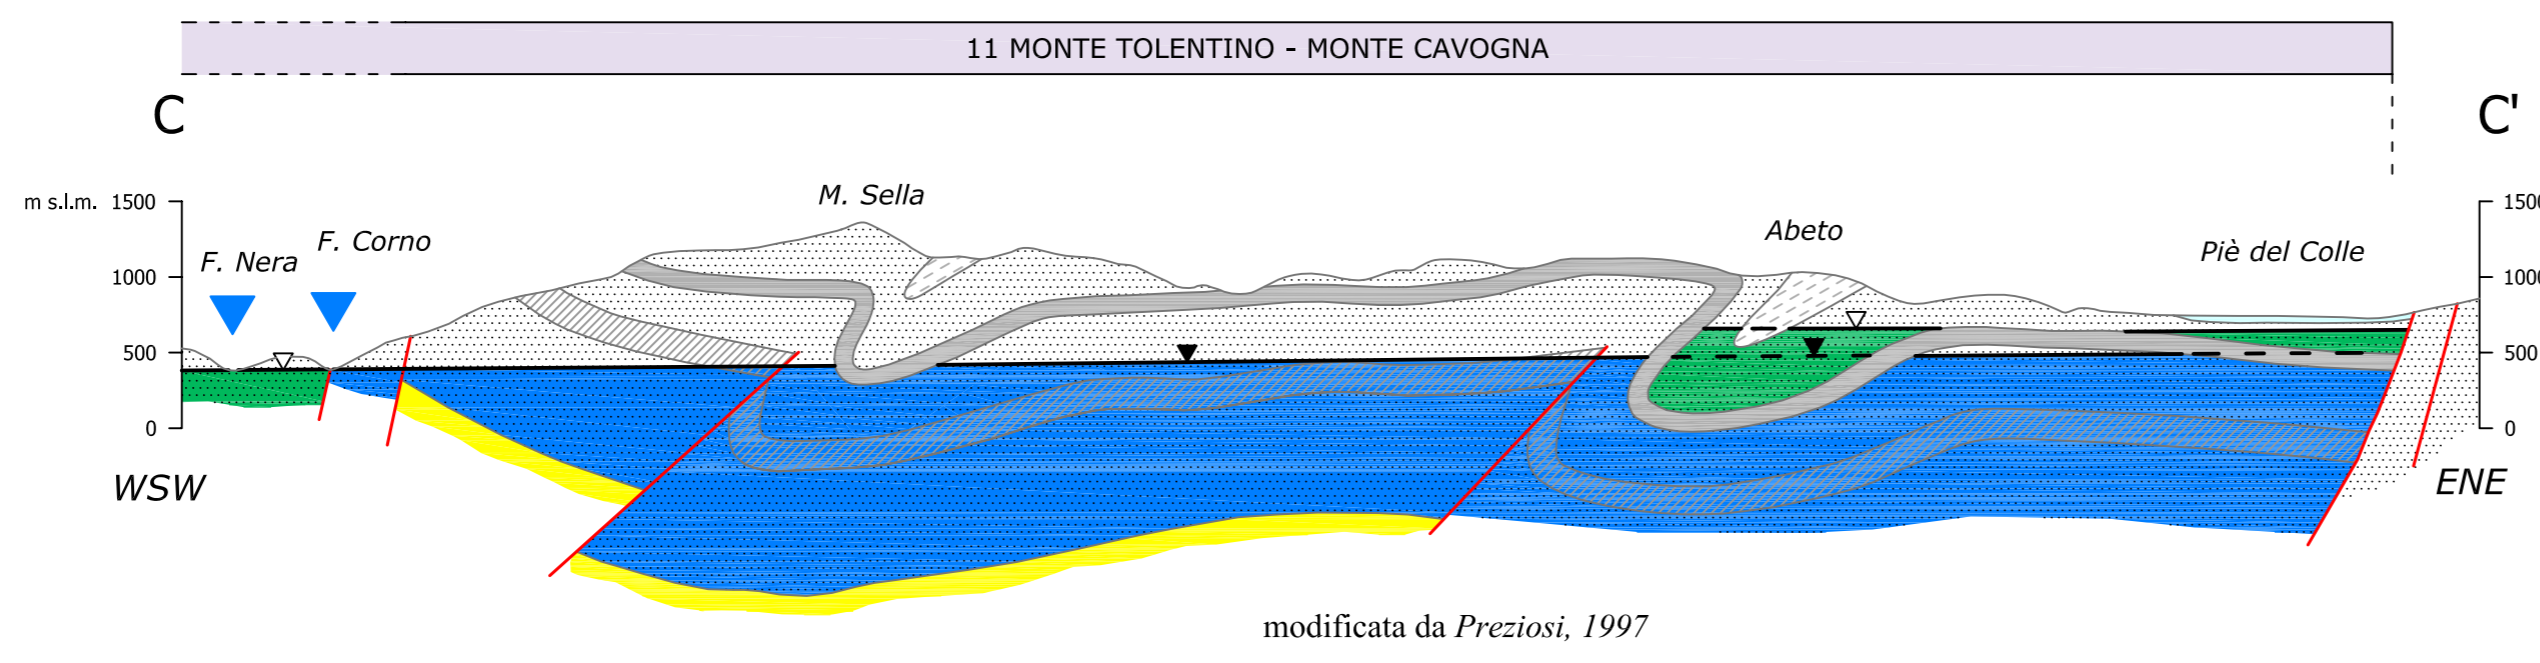 11 MONTE TOLENTINO - MONTE CAVOGNA
C C'
m s.l.m. 1500 1500
M. Sella
F. Nera F. Corno Abeto Piè del Colle
1000 1000
500 500
0 0
WSW ENE
modificata da Preziosi, 1997